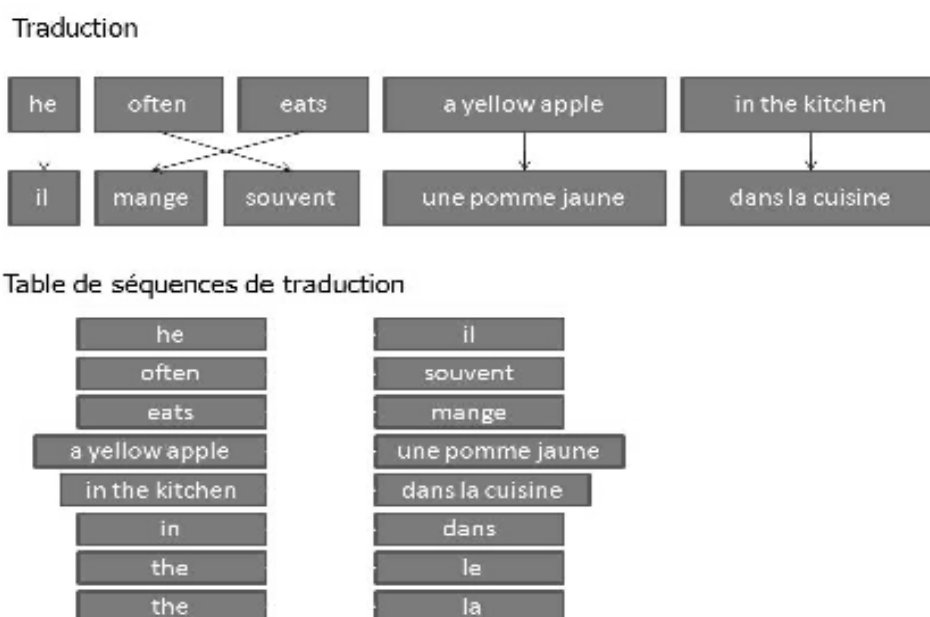 Traduction
he often eats a yellow apple in the kitchen
il mange souvent une pomme jaune dans la cuisine
Table de séquences de traduction
he il
often souvent
eats mange
a yellow apple une pomme jaune
in the kitchen dans la cuisine
in dans
the le
the la